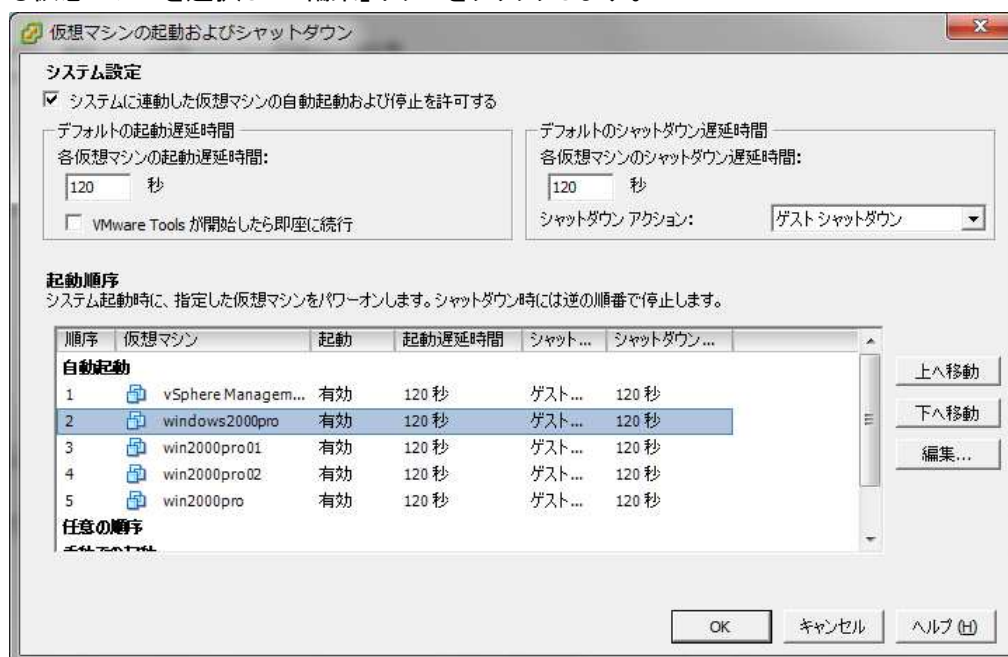 仮想マシンの起動およびシャットダウン
システム設定
システムに連動した仮想マシンの自動起動および停止を許可する
デフォルトの起動遅延時間
各仮想マシンの起動遅延時間:
120 秒
VMware Tools が開始したら即座に続行
デフォルトのシャットダウン遅延時間
各仮想マシンのシャットダウン遅延時間:
120 秒
シャットダウン アクション: ゲスト シャットダウン
起動順序
システム起動時に、指定した仮想マシンをパワーオンします。シャットダウン時には逆の順番で停止します。
順序 仮想マシン 起動 起動遅延時間 シャット... シャットダウン...
自動起動
1 vSphere Managem... 有効 120 秒 ゲスト... 120 秒
2 windows2000pro 有効 120 秒 ゲスト... 120 秒
3 win2000pro01 有効 120 秒 ゲスト... 120 秒
4 win2000pro02 有効 120 秒 ゲスト... 120 秒
5 win2000pro 有効 120 秒 ゲスト... 120 秒
任意の順序
上へ移動
下へ移動
編集...
OK キャンセル ヘルプ (H)